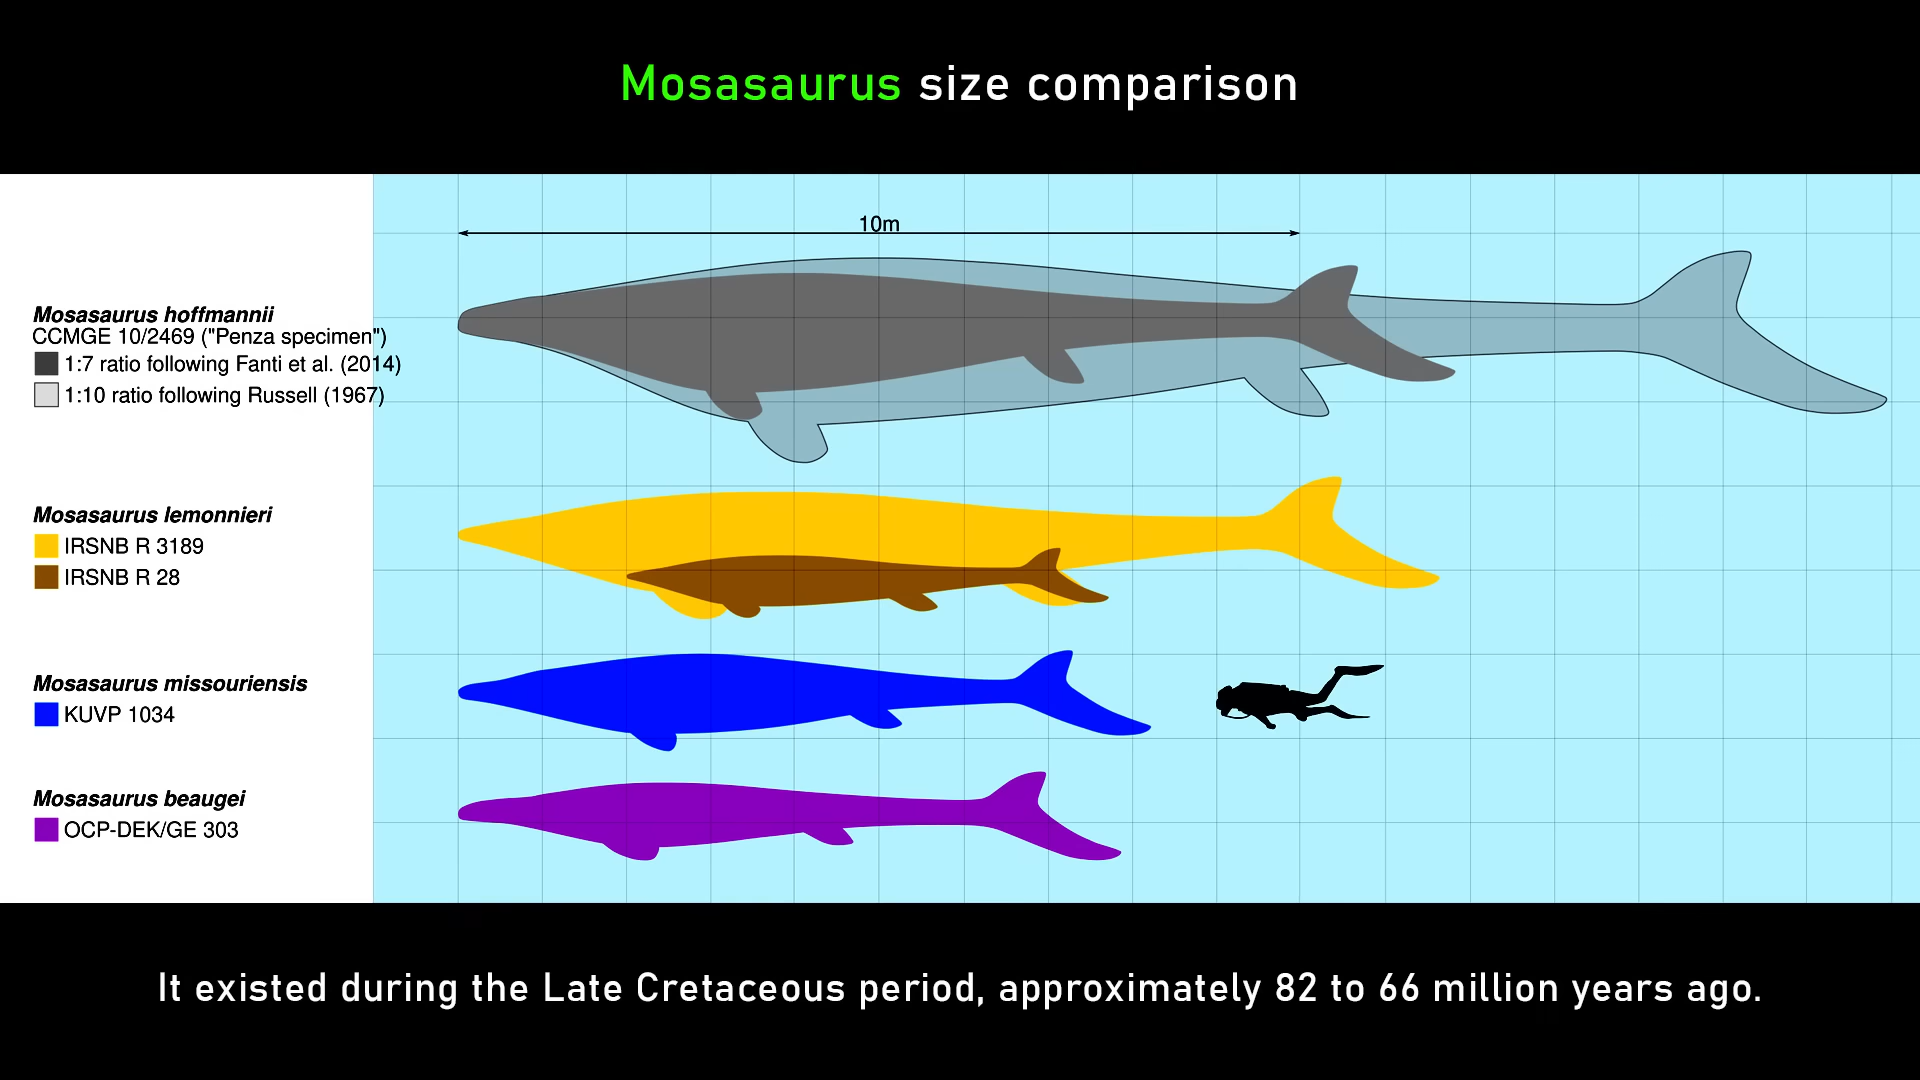 Mosasaurus size comparison
10m
Mosasaurus hoffmannii
CCMGE 10/2469 ("Penza specimen")
1:7 ratio following Fanti et al. (2014)
1:10 ratio following Russell (1967)
Mosasaurus lemonnieri
IRSNB R 3189
IRSNB R 28
Mosasaurus missouriensis
KUVP 1034
Mosasaurus beaugei
OCP-DEK/GE 303
It existed during the Late Cretaceous period, approximately 82 to 66 million years ago.